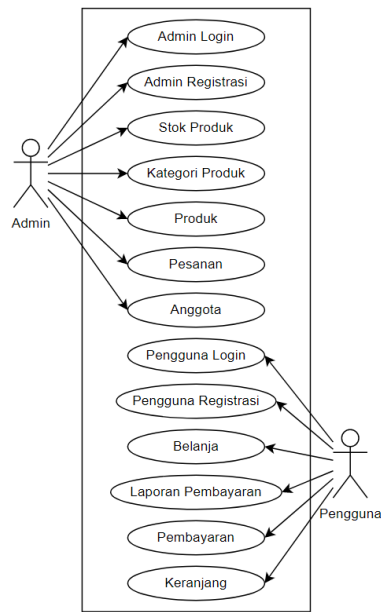 Admin Login
Admin Registrasi
Stok Produk
Kategori Produk
Admin
Produk
Pesanan
Anggota
Pengguna Login
Pengguna Registrasi
Belanja
Laporan Pembayaran
Pengguna
Pembayaran
Keranjang